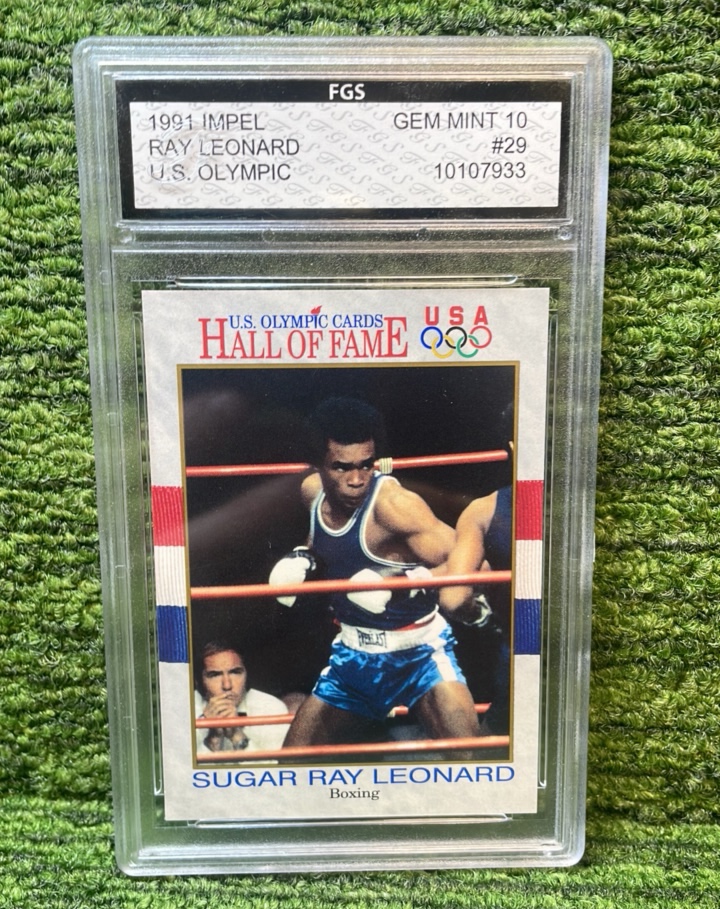 FGS
1991 IMPEL GEM MINT 10
RAY LEONARD #29
U.S. OLYMPIC 10107933
U.S. OLYMPIC CARDS
HALL OF FAME
USA
EVERLAST
SUGAR RAY LEONARD
Boxing